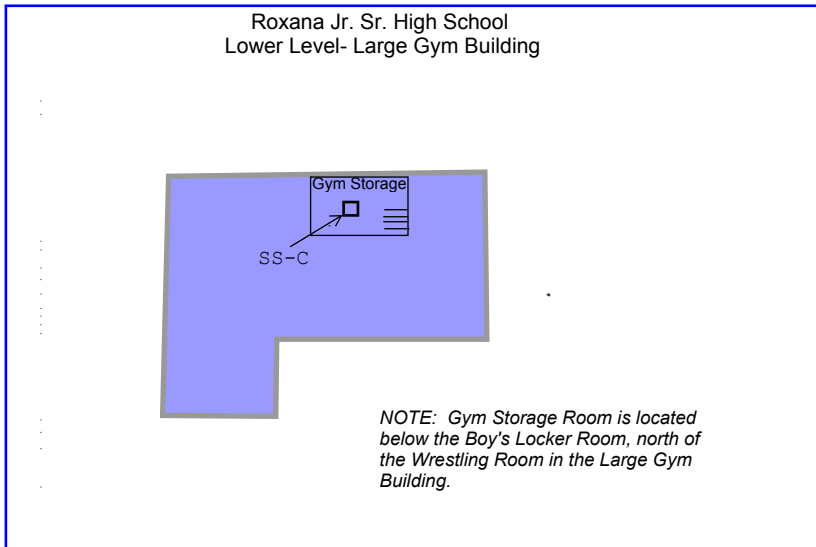 Roxana Jr. Sr. High School
Lower Level- Large Gym Building
Gym Storage
SS-C
NOTE:  Gym Storage Room is located
below the Boy's Locker Room, north of
the Wrestling Room in the Large Gym
Building.